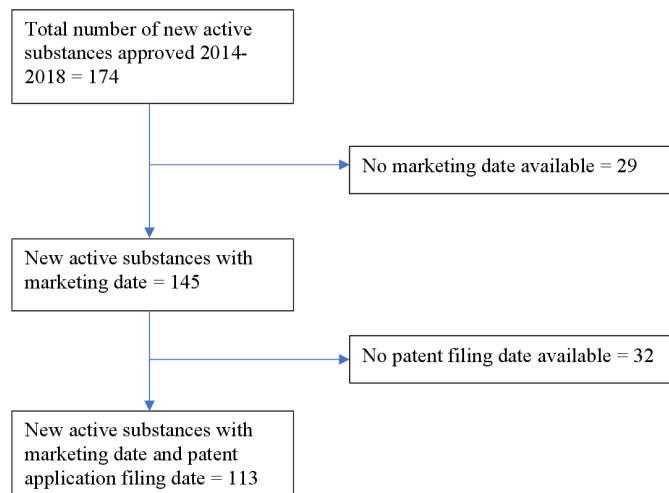 Total number of new active
substances approved 2014-
2018 = 174
No marketing date available = 29
New active substances with
marketing date = 145
No patent filing date available = 32
New active substances with
marketing date and patent
application filing date = 113